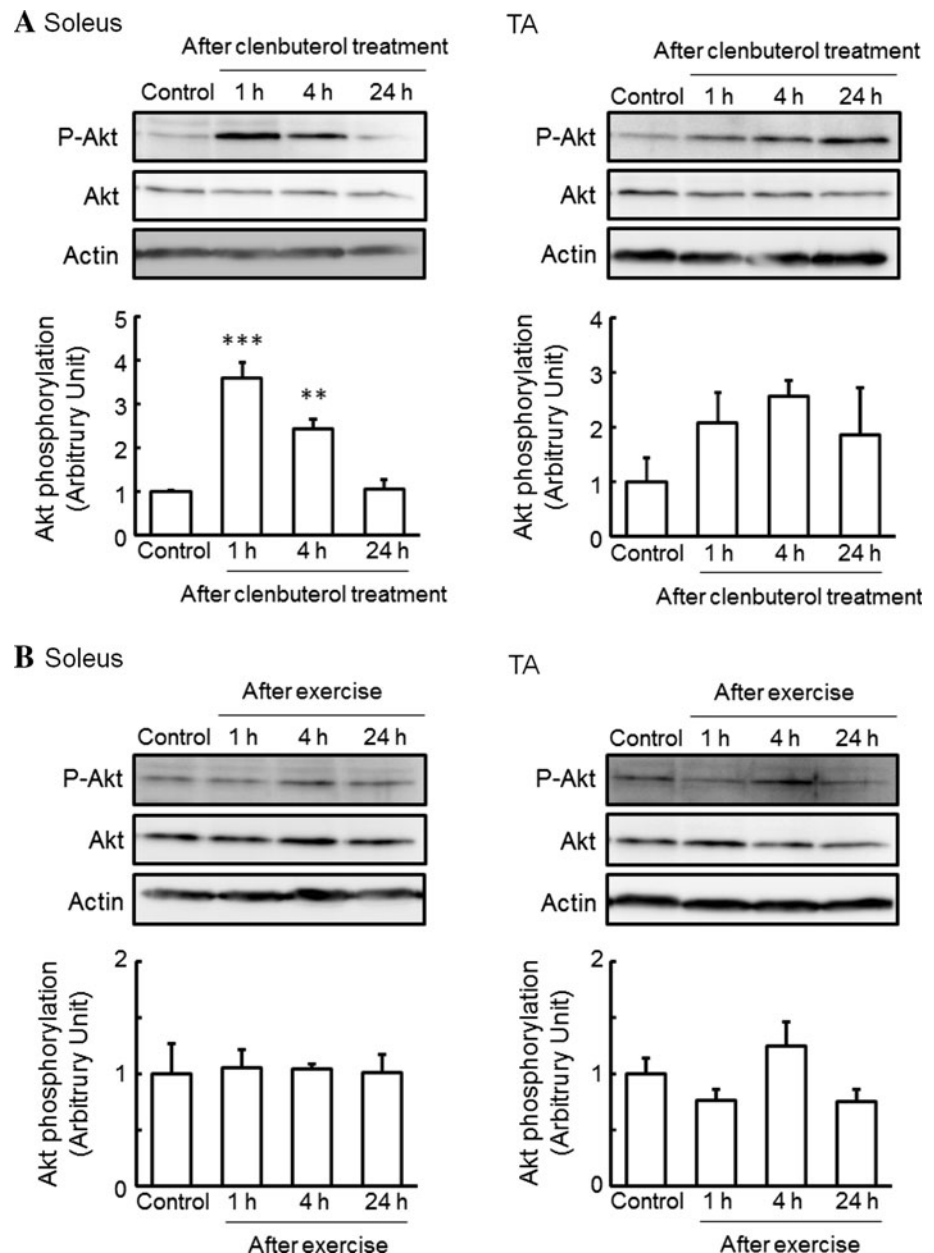 A Soleus
After clenbuterol treatment
Control 1 h 4 h 24 h
P-Akt
Akt
Actin
5
4
3
2
1
0
Akt phosphorylation
(Arbitrury Unit)
***
**
Control 1 h 4 h 24 h
After clenbuterol treatment
TA
After clenbuterol treatment
Control 1 h 4 h 24 h
P-Akt
Akt
Actin
4
3
2
1
0
Akt phosphorylation
(Arbitrury Unit)
Control 1 h 4 h 24 h
After clenbuterol treatment
B Soleus
After exercise
Control 1 h 4 h 24 h
P-Akt
Akt
Actin
2
1
0
Akt phosphorylation
(Arbitrury Unit)
Control 1 h 4 h 24 h
After exercise
TA
After exercise
Control 1 h 4 h 24 h
P-Akt
Akt
Actin
2
1
0
Akt phosphorylation
(Arbitrury Unit)
Control 1 h 4 h 24 h
After exercise